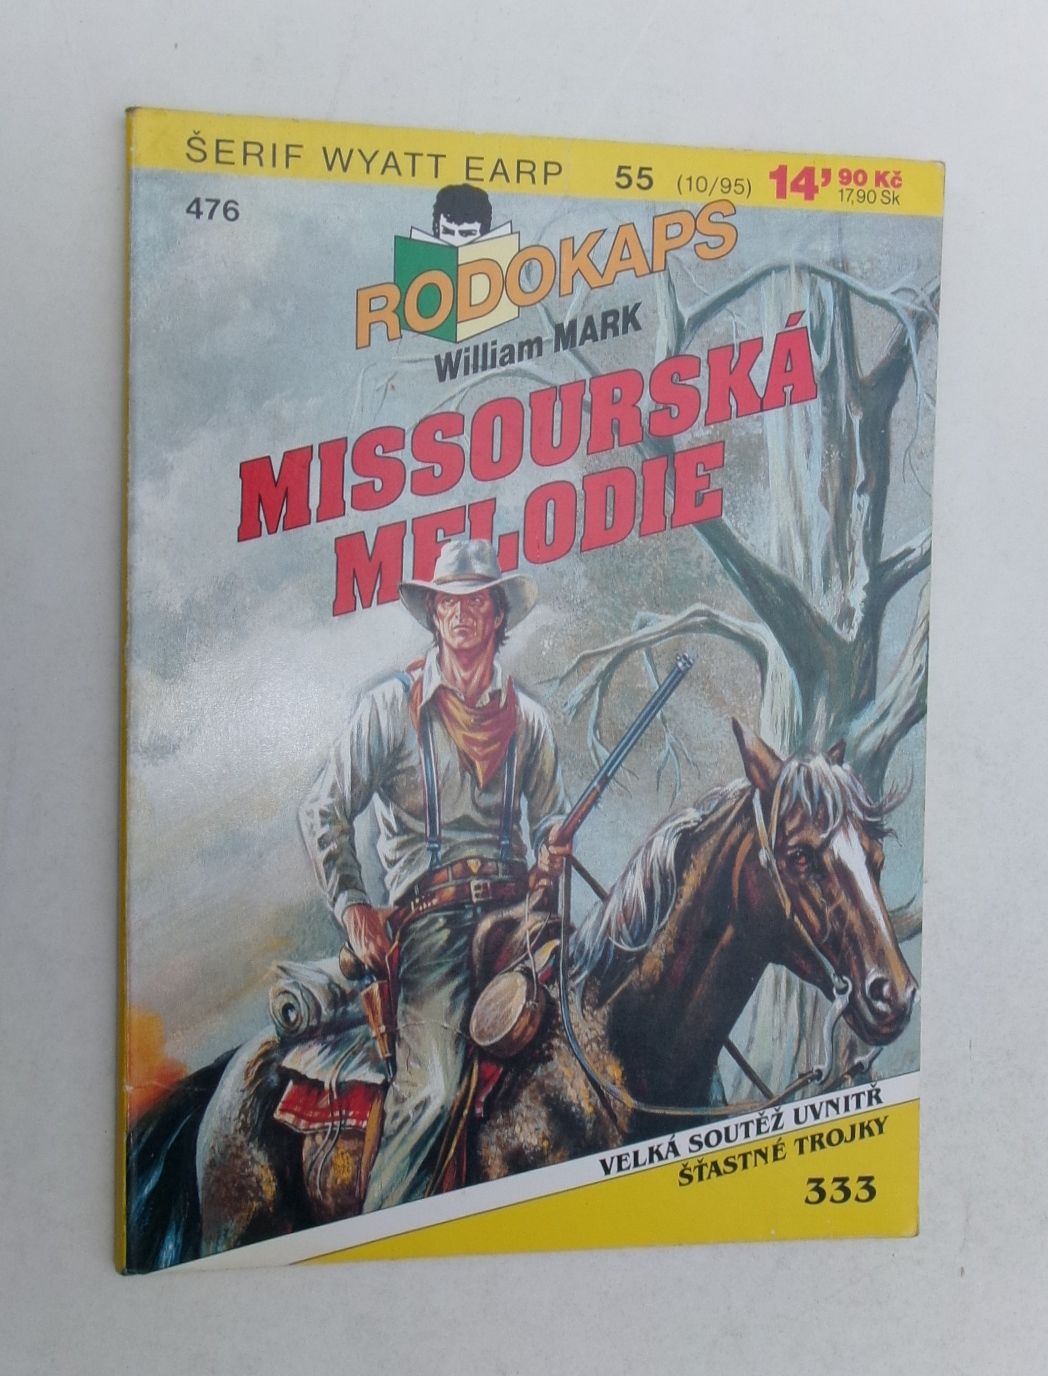 ŠERIF WYATT EARP 55 (10/95) 14’90 Kč
17,90 Sk
476
RODOKAPS
William MARK
MISSOURSKÁ
MELODIE
VELKÁ SOUTĚŽ UVNITŘ
ŠŤASTNÉ TROJKY
333